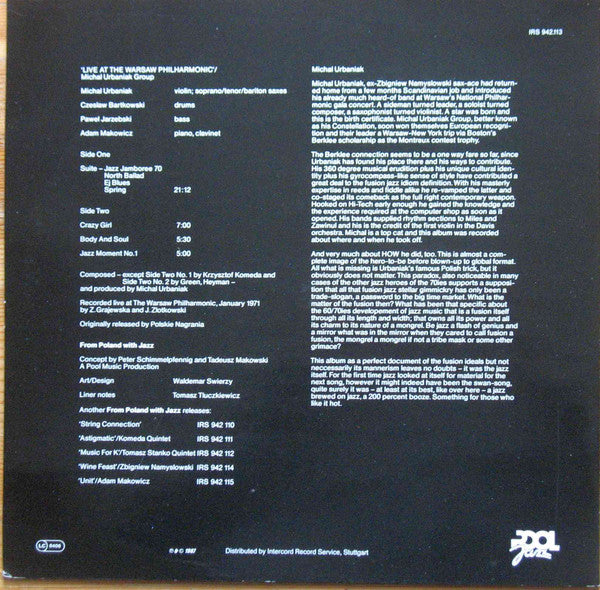 IRS 942.113
'LIVE AT THE WARSAW PHILHARMONIC'/
Michal Urbaniak Group
Michal Urbaniak violin; soprano/tenor/bariton saxes
Czesław Bartkowski drums
Pawel Jarzebski bass
Adam Makowicz piano, clavinet
Side One
Suite – Jazz Jamboree 70
North Ballad
Ej Blues
Spring 21:12
Side Two
Crazy Girl 7:00
Body And Soul 5:30
Jazz Moment No.1 5:00
Composed – except Side Two No. 1 by Krzysztof Komeda and
Side Two No. 2 by Green, Heyman –
and produced by Michal Urbaniak
Recorded live at The Warsaw Philharmonic, January 1971
by Z.Grajewska and J.Zlotkowski
Originally released by Polskie Nagrania
From Poland with Jazz
Concept by Peter Schimmelpfennig and Tadeusz Makowski
A Pool Music Production
Art/Design Waldemar Swierzy
Liner notes Tomasz Tluczkiewicz
Another From Poland with Jazz releases:
'String Connection' IRS 942 110
'Astigmatic'/Komeda Quintet IRS 942 111
'Music For K'/Tomasz Stanko Quintet IRS 942 112
'Wine Feast'/Zbigniew Namyslowski IRS 942 114
'Unit'/Adam Makowicz IRS 942 115
Michal Urbaniak
Michal Urbaniak, ex-Zbigniew Namyslowski sax-ace had return-
ed home from a few months Scandinavian job and introduced
his already much heard-of band at Warsaw's National Philhar-
monic gala concert. A sideman turned leader, a soloist turned
composer, a saxophonist turned violinist. A star was born and
this is the birth certificate. Michal Urbaniak Group, better known
as his Constellation, soon won themselves European recogni-
tion and their leader a Warsaw-New York trip via Boston's
Berklee scholarship as the Montreux contest trophy.
The Berklee connection seems to be a one way fare so far, since
Urbaniak has found his place there and his ways to contribute.
His 360 degree musical erudition plus his unique cultural iden-
tity plus his gyrocompass-like sense of style have contributed a
great deal to the fusion jazz idiom definition. With his masterly
expertise in reeds and fiddle alike he re-vamped the latter and
co-staged its comeback as the full right contemporary weapon.
Hooked on Hi-Tech early enough he gained the knowledge and
the experience required at the computer shop as soon as it
opened. His bands supplied rhythm sections to Miles and
Zawinul and his is the credit of the first violin in the Davis
orchestra. Michal is a top cat and this album was recorded
about where and when he took off.
And very much about HOW he did, too. This is almost a com-
plete image of the hero-to-be before blown-up to global format.
All what is missing is Urbaniak's famous Polish trick, but it
obviously does not matter. This paradox, also noticeable in many
cases of the other jazz heroes of the 70ies supports a supposi-
tion that all that fusion jazz stellar gimmickry has only been a
trade-slogan, a password to the big time market. What is the
matter of the fusion then? What has been that specific about
the 60/70ies developement of jazz music that is a fusion itself
through all its length and width; that owns all its power and all
its charm to its nature of a mongrel. Be jazz a flash of genius and
a mirror what was in the mirror when they cared to call fusion a
fusion, the mongrel a mongrel if not a tribe mask or some other
grimace?
This album as a perfect document of the fusion ideals but not
neccessarily its mannerism leaves no doubts – it was the jazz
itself. For the first time jazz looked at itself for material for the
next song, however it might indeed have been the swan-song,
quite surely it was – at least at its best, like over here – a jazz
brewed on jazz, a 200 percent booze. Something for those who
like it hot.
LC 8406
℗ © 1987
Distributed by Intercord Record Service, Stuttgart
POOL
jazz